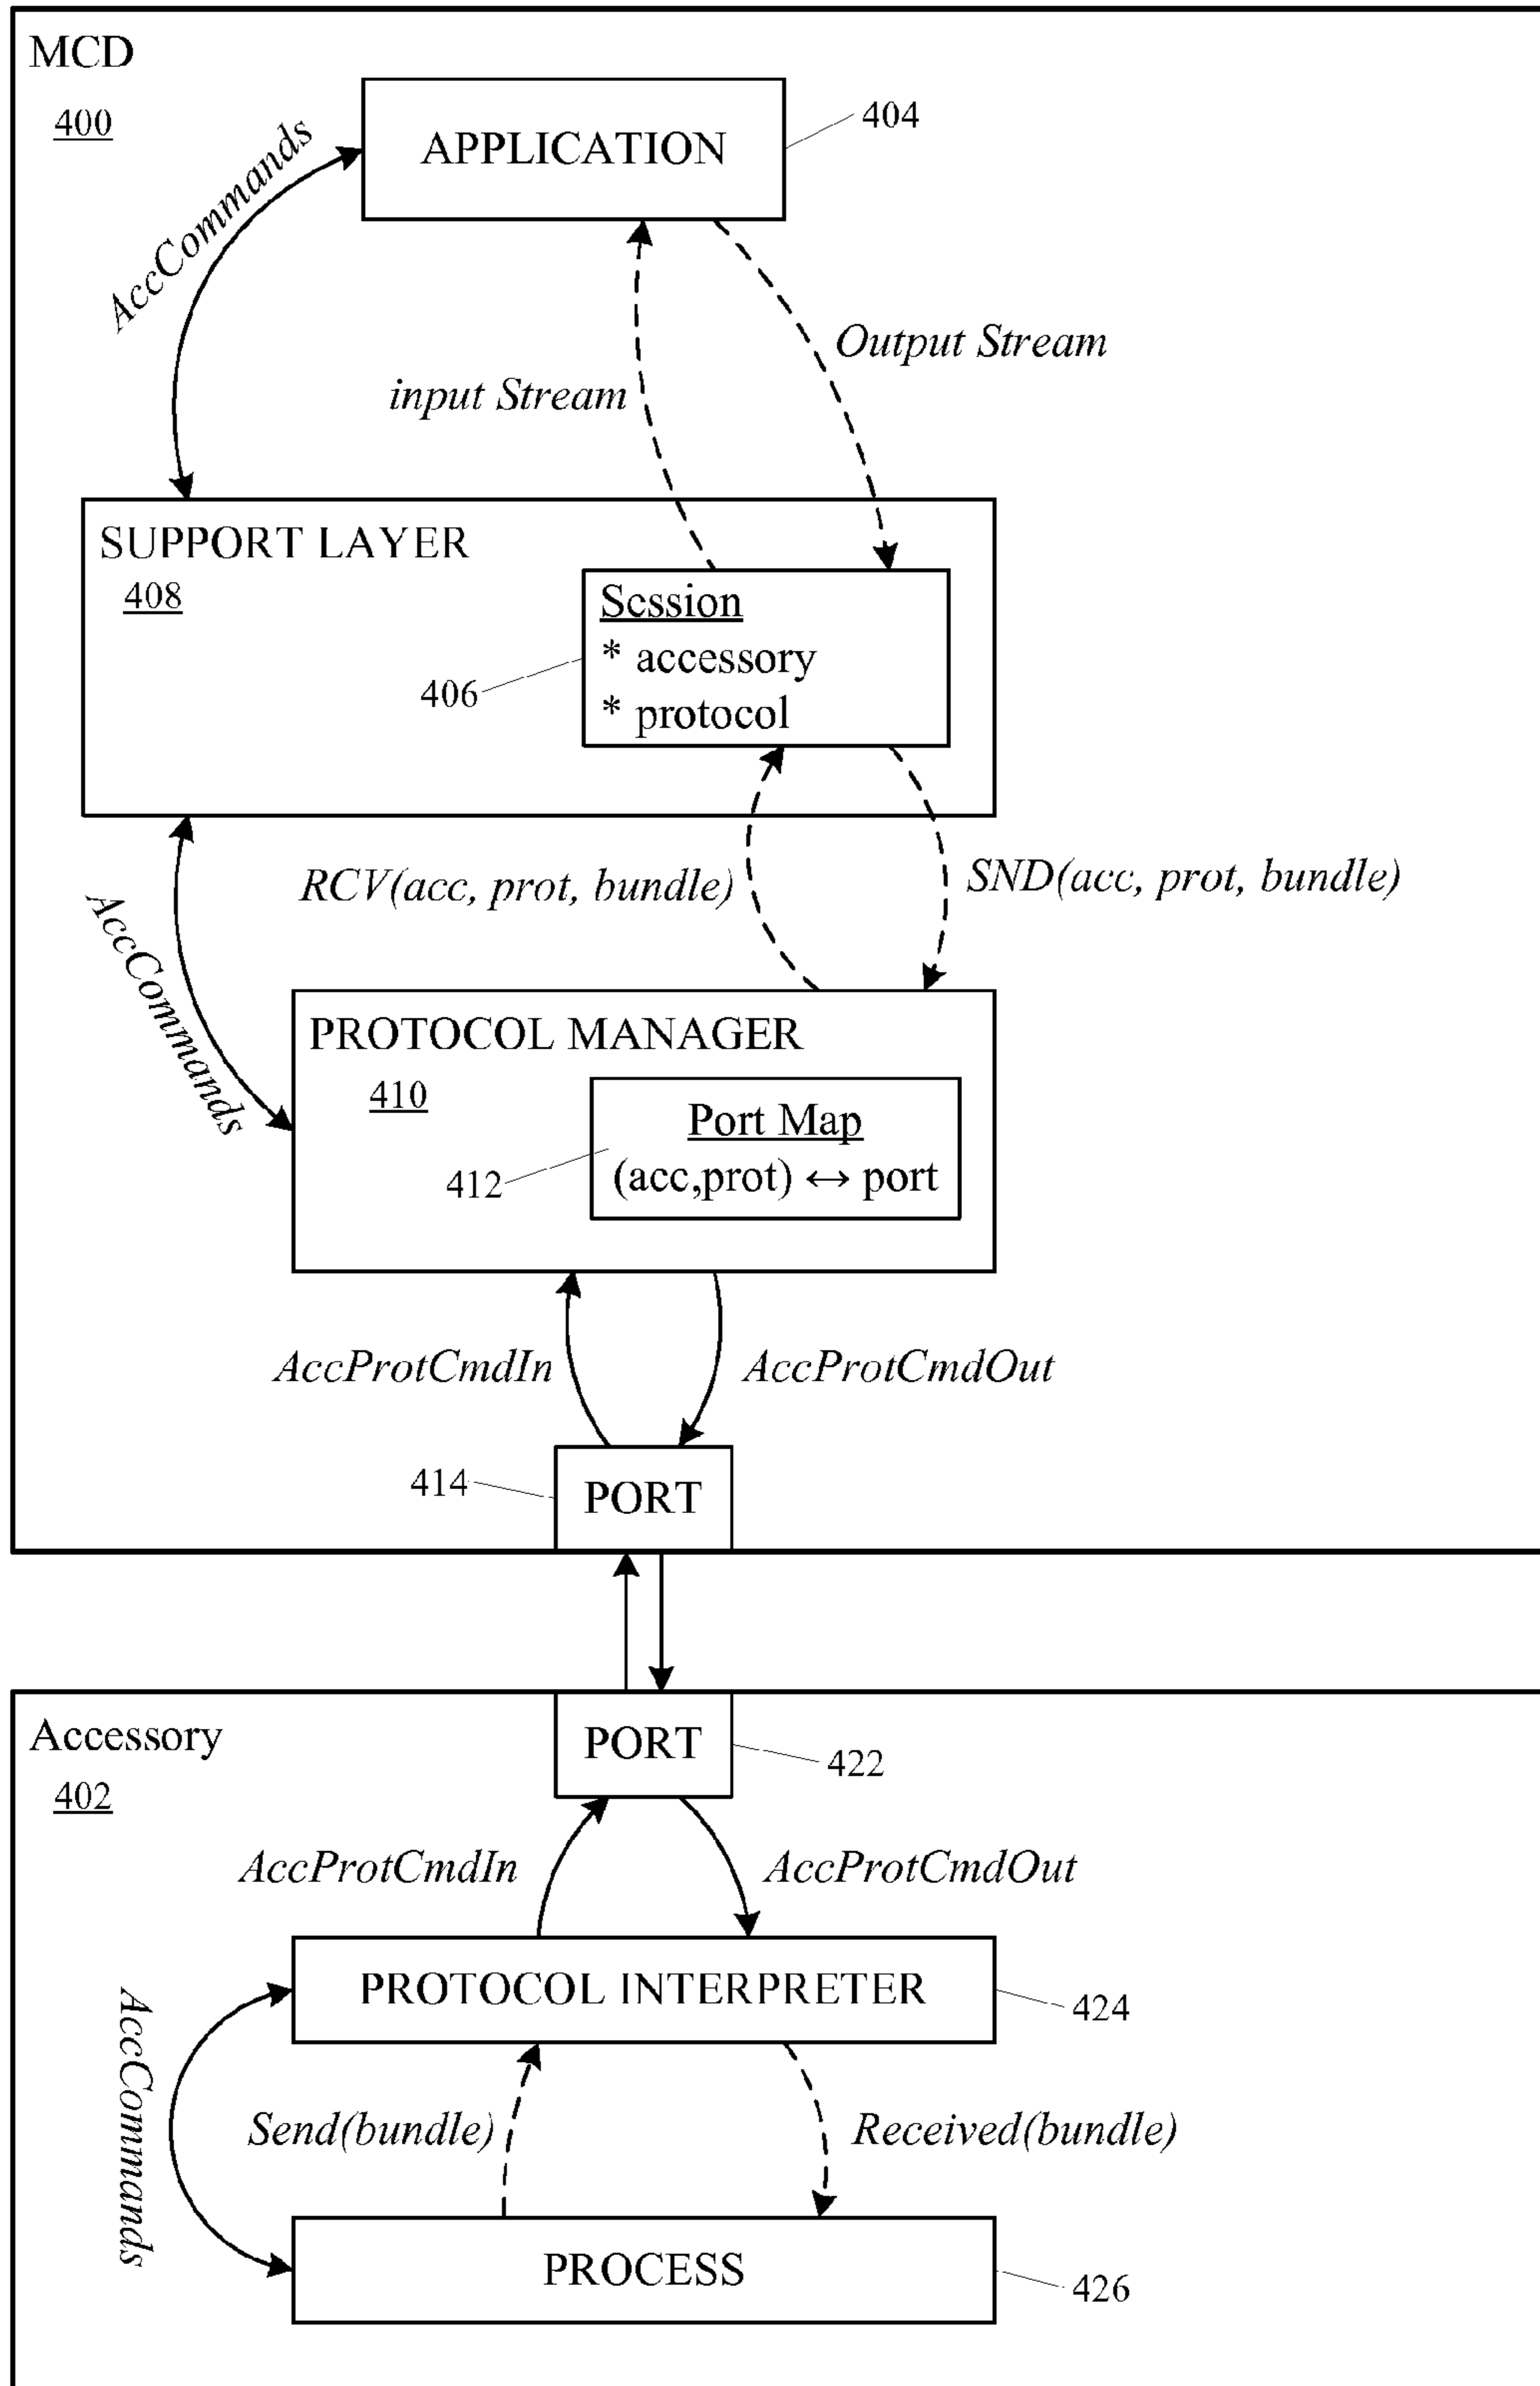 MCD
400
APPLICATION
404
AccCommands
Output Stream
input Stream
SUPPORT LAYER
408
Session
* accessory
* protocol
406
RCV(acc, prot, bundle)
SND(acc, prot, bundle)
AccCommands
PROTOCOL MANAGER
410
Port Map
(acc,prot) ↔ port
412
AccProtCmdIn
AccProtCmdOut
414
PORT
Accessory
402
PORT
422
AccProtCmdIn
AccProtCmdOut
PROTOCOL INTERPRETER
424
AccCommands
Send(bundle)
Received(bundle)
PROCESS
426